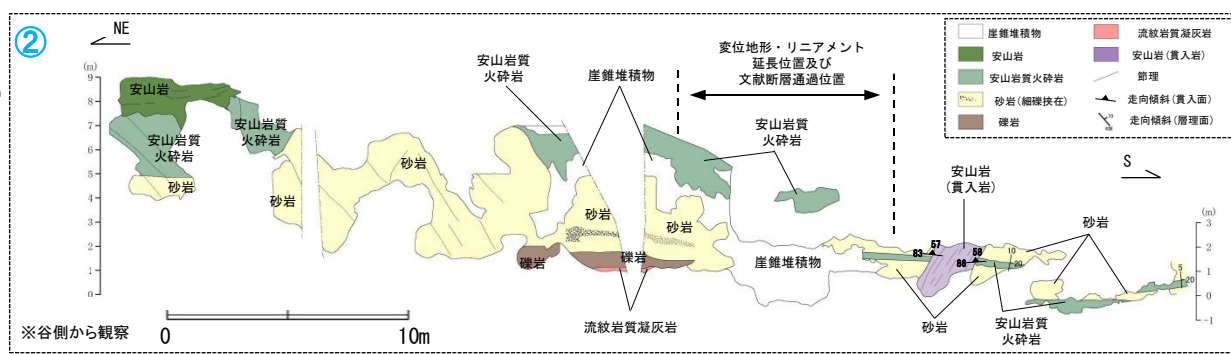 ②
NE
(m)
9
8
7
6
5
4
3
2
1
0
安山岩
安山岩質
火砕岩
砂岩
安山岩質
火砕岩
砂岩
砂岩
安山岩質
火砕岩
崖錐堆積物
変位地形・リニアメント
延長位置及び
文献断層通過位置
安山岩質
火砕岩
砂岩
砂岩
礫岩
礫岩
流紋岩質凝灰岩
崖錐堆積物
安山岩
(貫入岩)
S
83
57
86
59
10
20
5
20
砂岩
砂岩
安山岩質
火砕岩
(m)
3
2
1
0
-1
※谷側から観察
0
10m
崖錐堆積物
安山岩
安山岩質火砕岩
砂岩(細礫挟在)
礫岩
流紋岩質凝灰岩
安山岩(貫入岩)
節理
走向傾斜(貫入面)
走向傾斜(層理面)